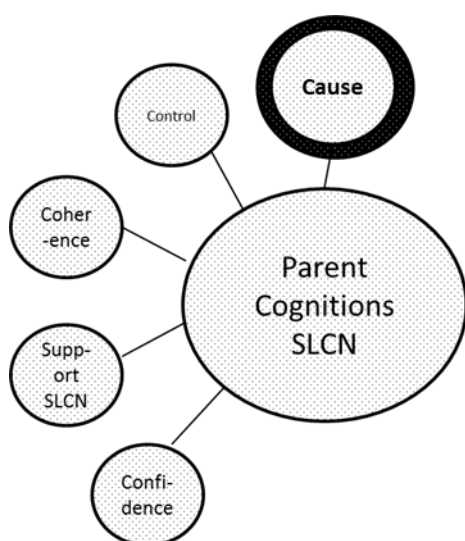 Cause
Control
Coher
-ence
Parent
Cognitions
SLCN
Supp-
ort
SLCN
Confi-
dence